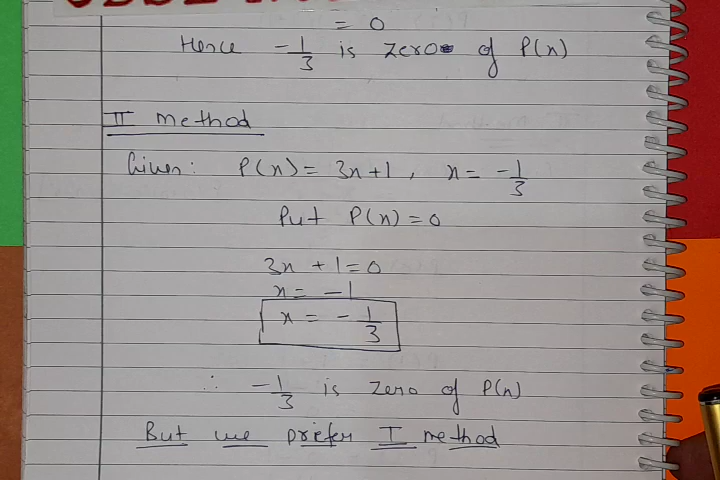 = 0
Hence -1/3 is zero of P(x)
II method
Given: P(x) = 3x+1, x = -1/3
Put P(x) = 0
3x + 1 = 0
x = -1
x = -1/3
∴ -1/3 is zero of P(x)
But we prefer I method